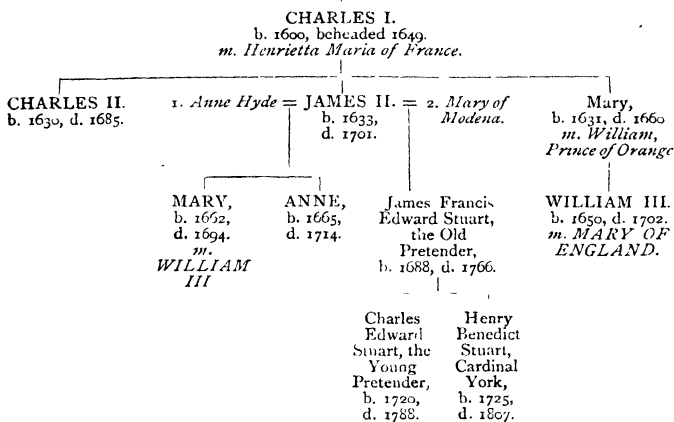 CHARLES I.
b. 1600, beheaded 1649.
m. Henrietta Maria of France.
CHARLES II.
b. 1630, d. 1685.
1. Anne Hyde = JAMES II. = 2. Mary of Modena.
b. 1633,
d. 1701.
Mary,
b. 1631, d. 1660
m. William,
Prince of Orange
MARY,
b. 1662,
d. 1694.
m.
WILLIAM
III
ANNE,
b. 1665,
d. 1714.
James Francis
Edward Stuart,
the Old
Pretender,
b. 1688, d. 1766.
WILLIAM III.
b. 1650, d. 1702.
m. MARY OF
ENGLAND.
Charles
Edward
Stuart, the
Young
Pretender,
b. 1720,
d. 1788.
Henry
Benedict
Stuart,
Cardinal
York,
b. 1725,
d. 1807.